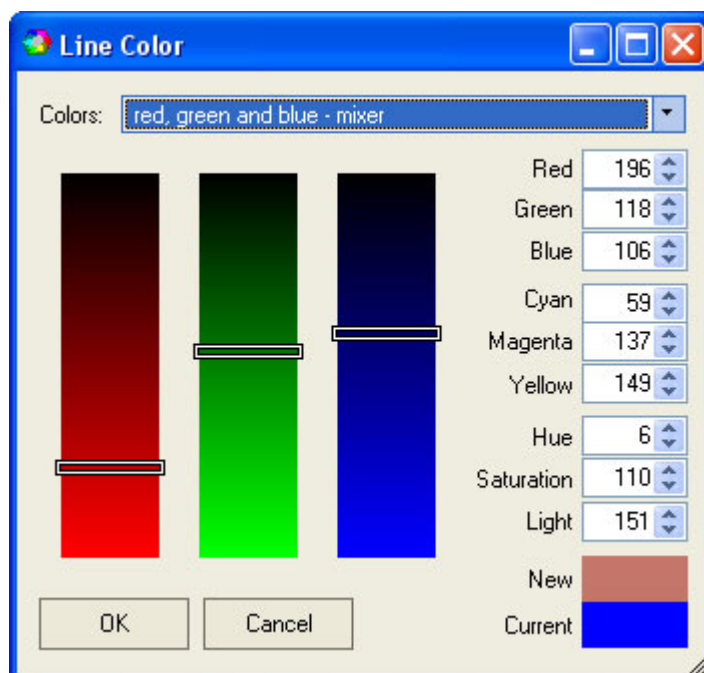 Line Color
Colors: red, green and blue - mixer
Red 196
Green 118
Blue 106
Cyan 59
Magenta 137
Yellow 149
Hue 6
Saturation 110
Light 151
New
Current
OK Cancel